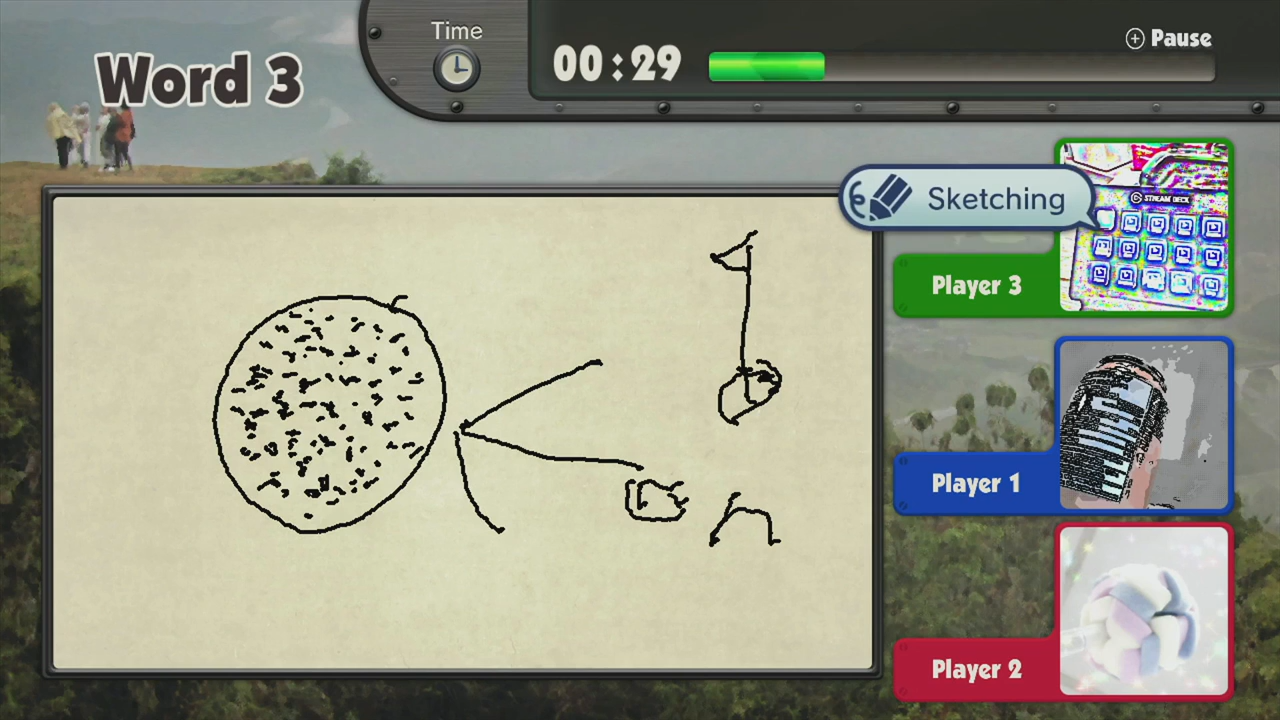 Word 3
Time
00:29
Pause
Sketching
STREAM DECK
Player 3
Player 1
Player 2